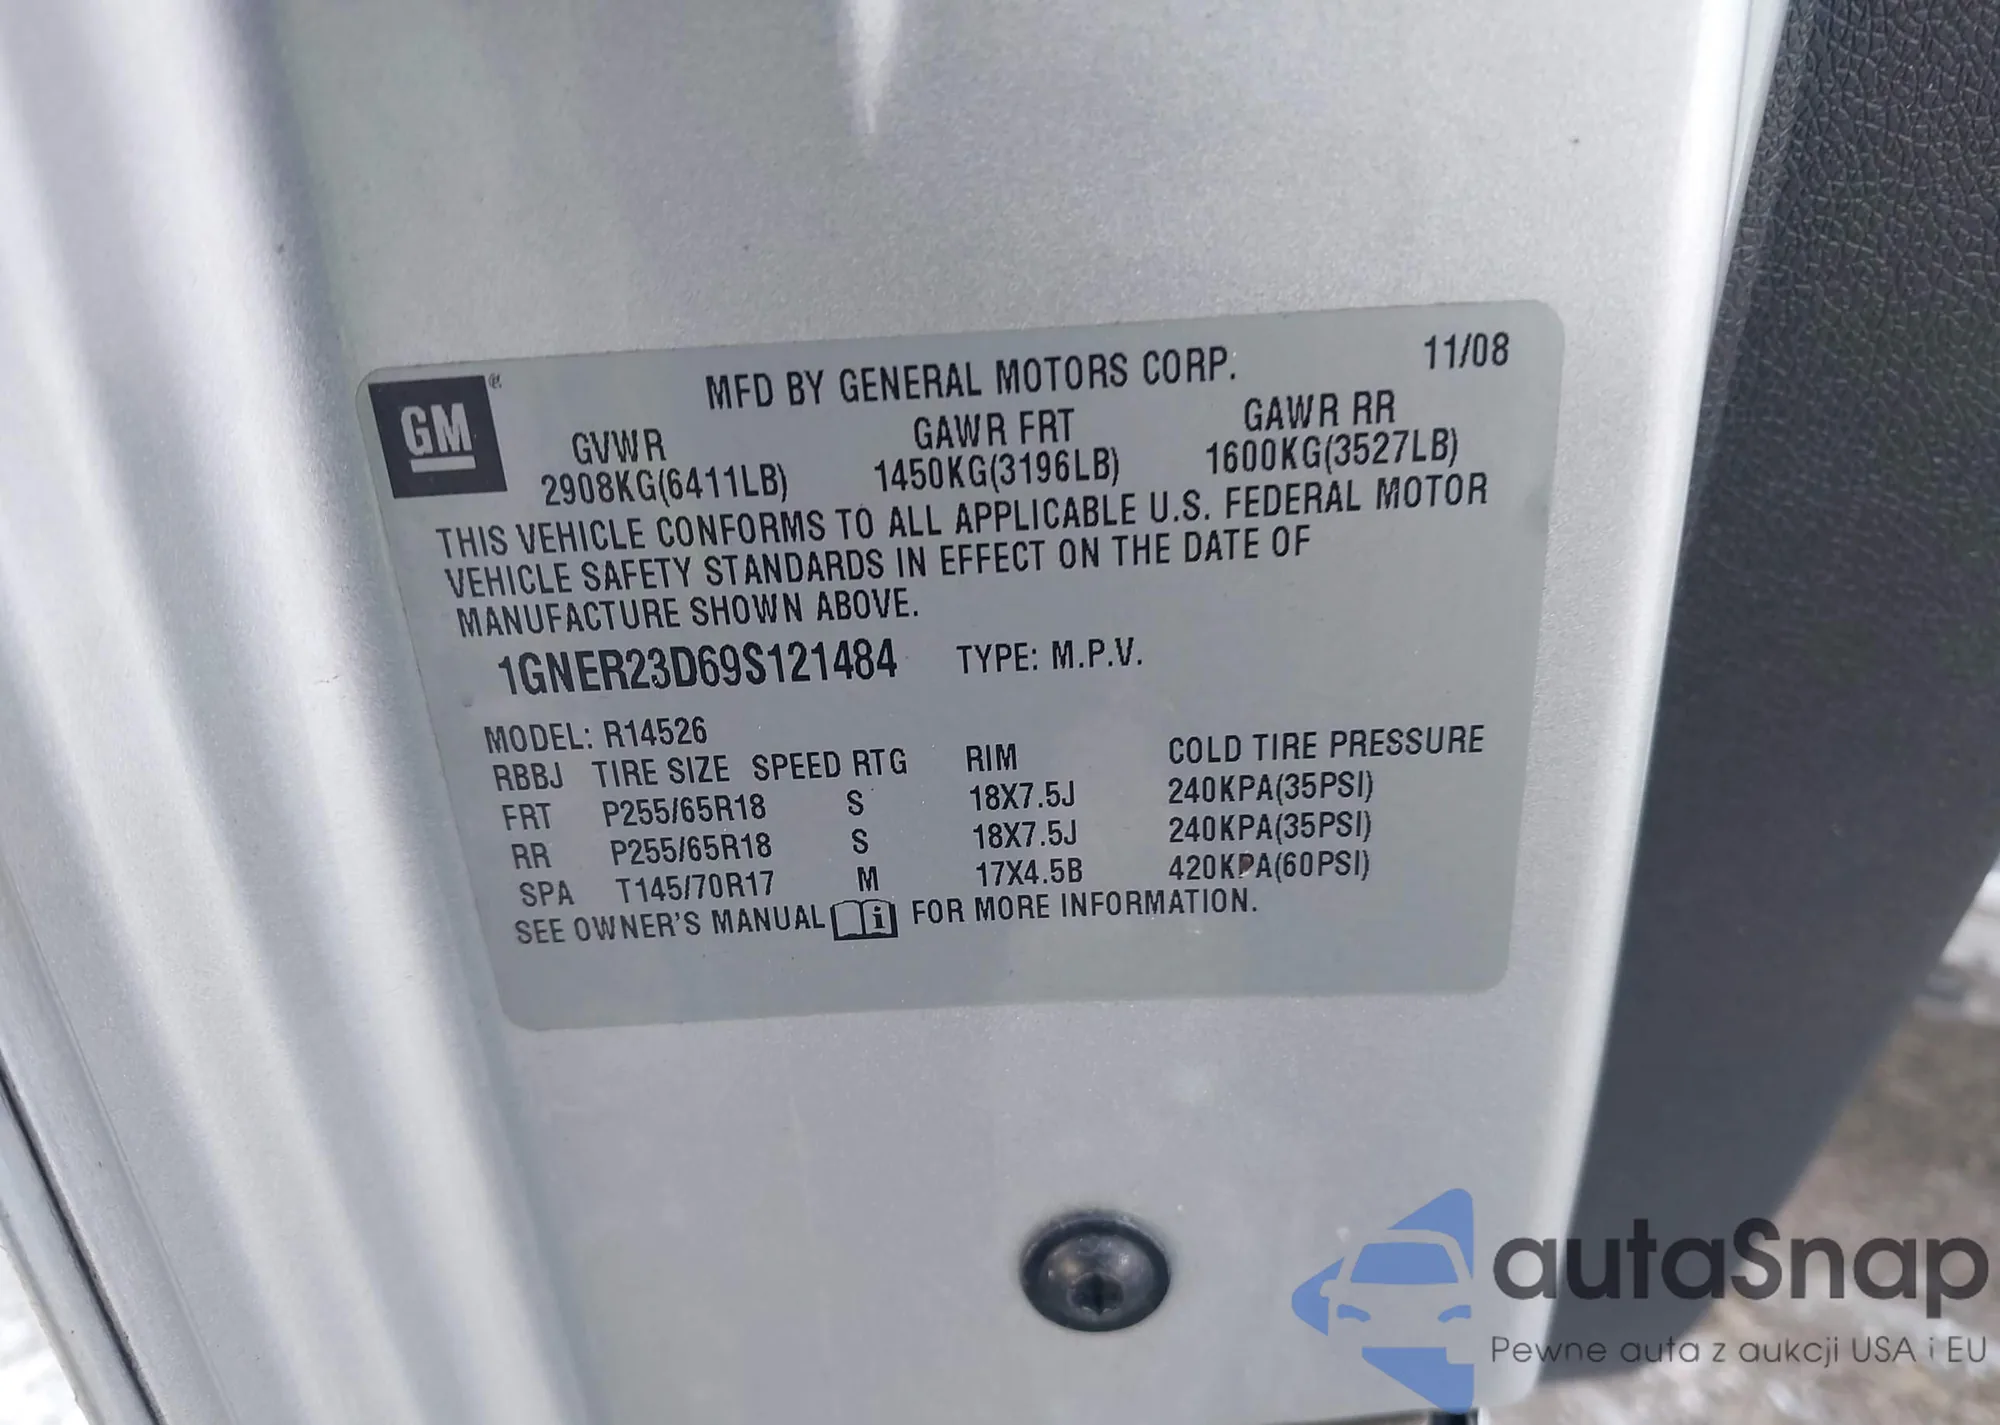 MFD BY GENERAL MOTORS CORP. 11/08
GM
GVWR GAWR FRT GAWR RR
2908KG(6411LB) 1450KG(3196LB) 1600KG(3527LB)
THIS VEHICLE CONFORMS TO ALL APPLICABLE U.S. FEDERAL MOTOR
VEHICLE SAFETY STANDARDS IN EFFECT ON THE DATE OF
MANUFACTURE SHOWN ABOVE.
1GNER23D69S121484 TYPE: M.P.V.
MODEL: R14526
RBBJ TIRE SIZE SPEED RTG RIM COLD TIRE PRESSURE
FRT P255/65R18 S 18X7.5J 240KPA(35PSI)
RR P255/65R18 S 18X7.5J 240KPA(35PSI)
SPA T145/70R17 M 17X4.5B 420KPA(60PSI)
SEE OWNER'S MANUAL i FOR MORE INFORMATION.
autaSnap
Pewne auta z aukcji USA i EU